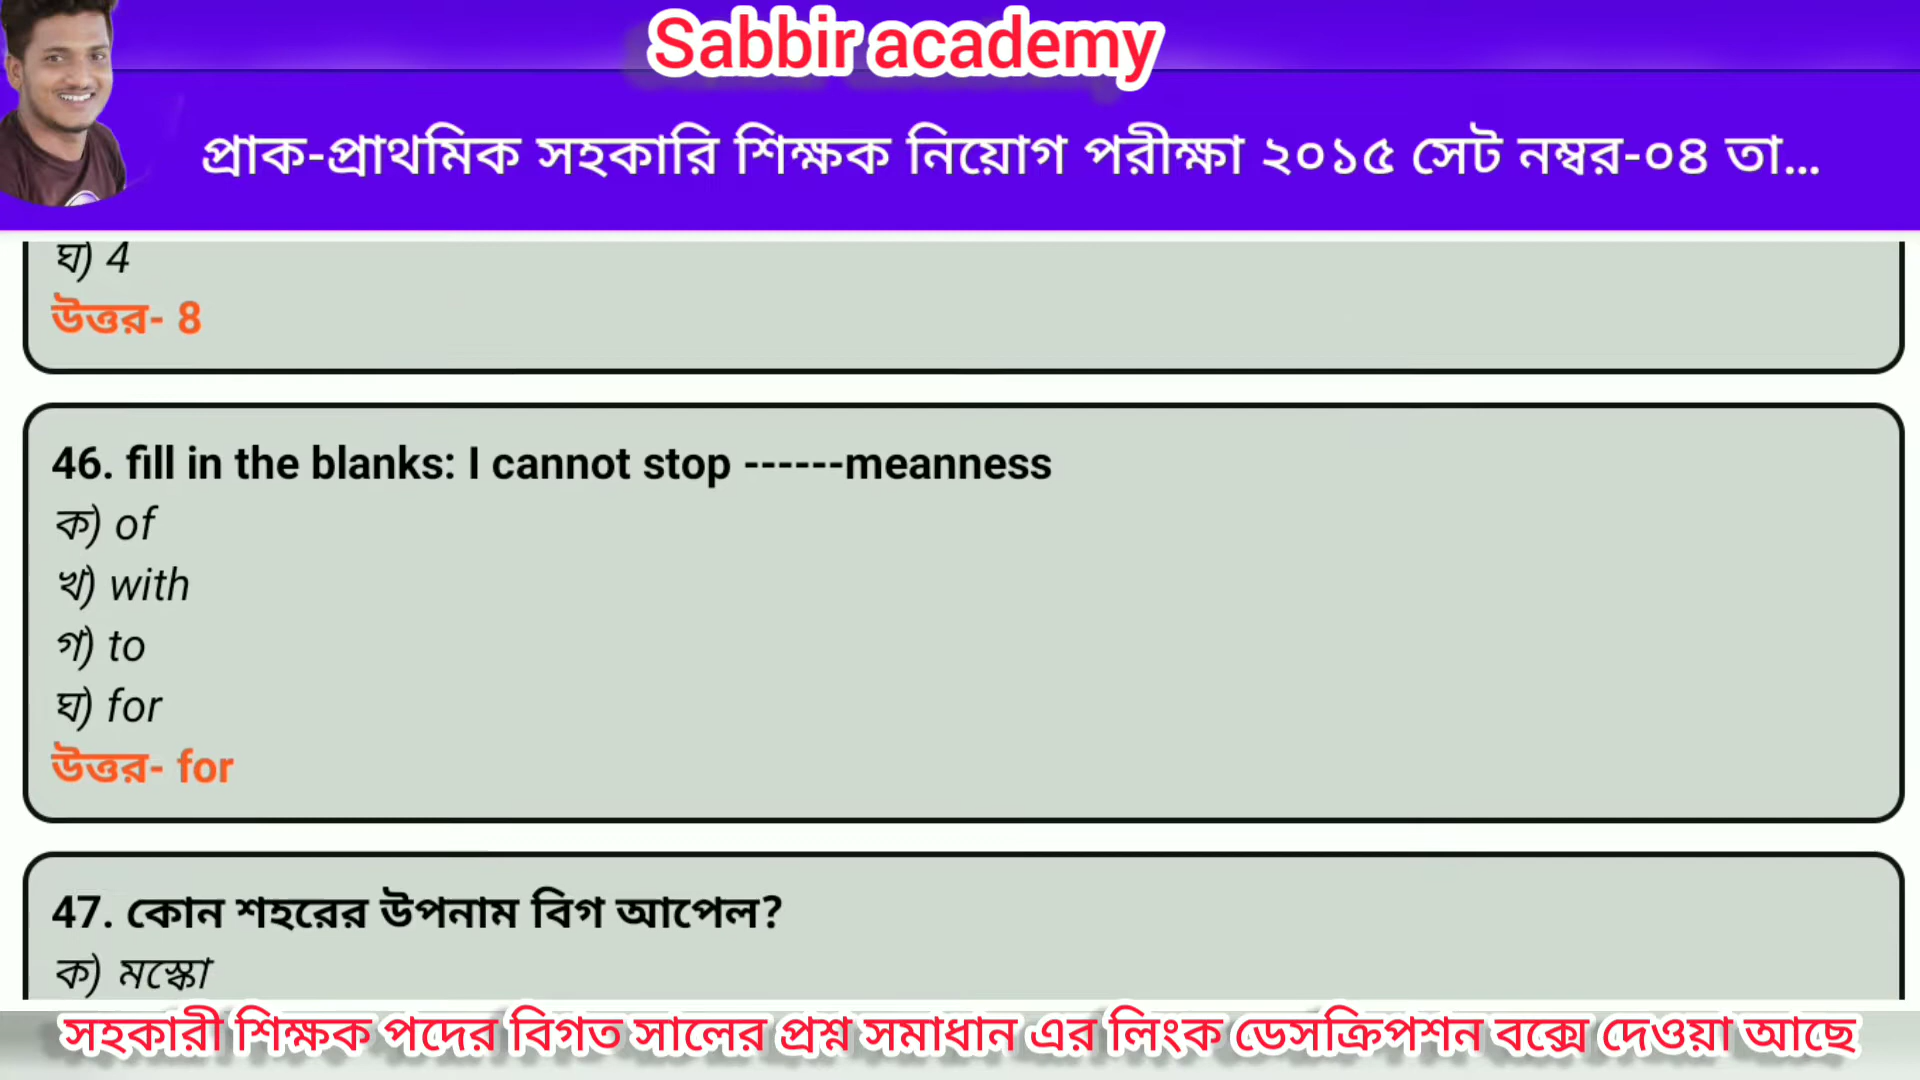 Sabbir academy
প্রাক-প্রাথমিক সহকারি শিক্ষক নিয়োগ পরীক্ষা ২০১৫ সেট নম্বর-০৪ তা...
ঘ) 4
উত্তর- 8
46. fill in the blanks: I cannot stop ------meanness
ক) of
খ) with
গ) to
ঘ) for
উত্তর- for
47. কোন শহরের উপনাম বিগ আপেল?
ক) মস্কো
সহকারী শিক্ষক পদের বিগত সালের প্রশ্ন সমাধান এর লিংক ডেসক্রিপশন বক্সে দেওয়া আছে